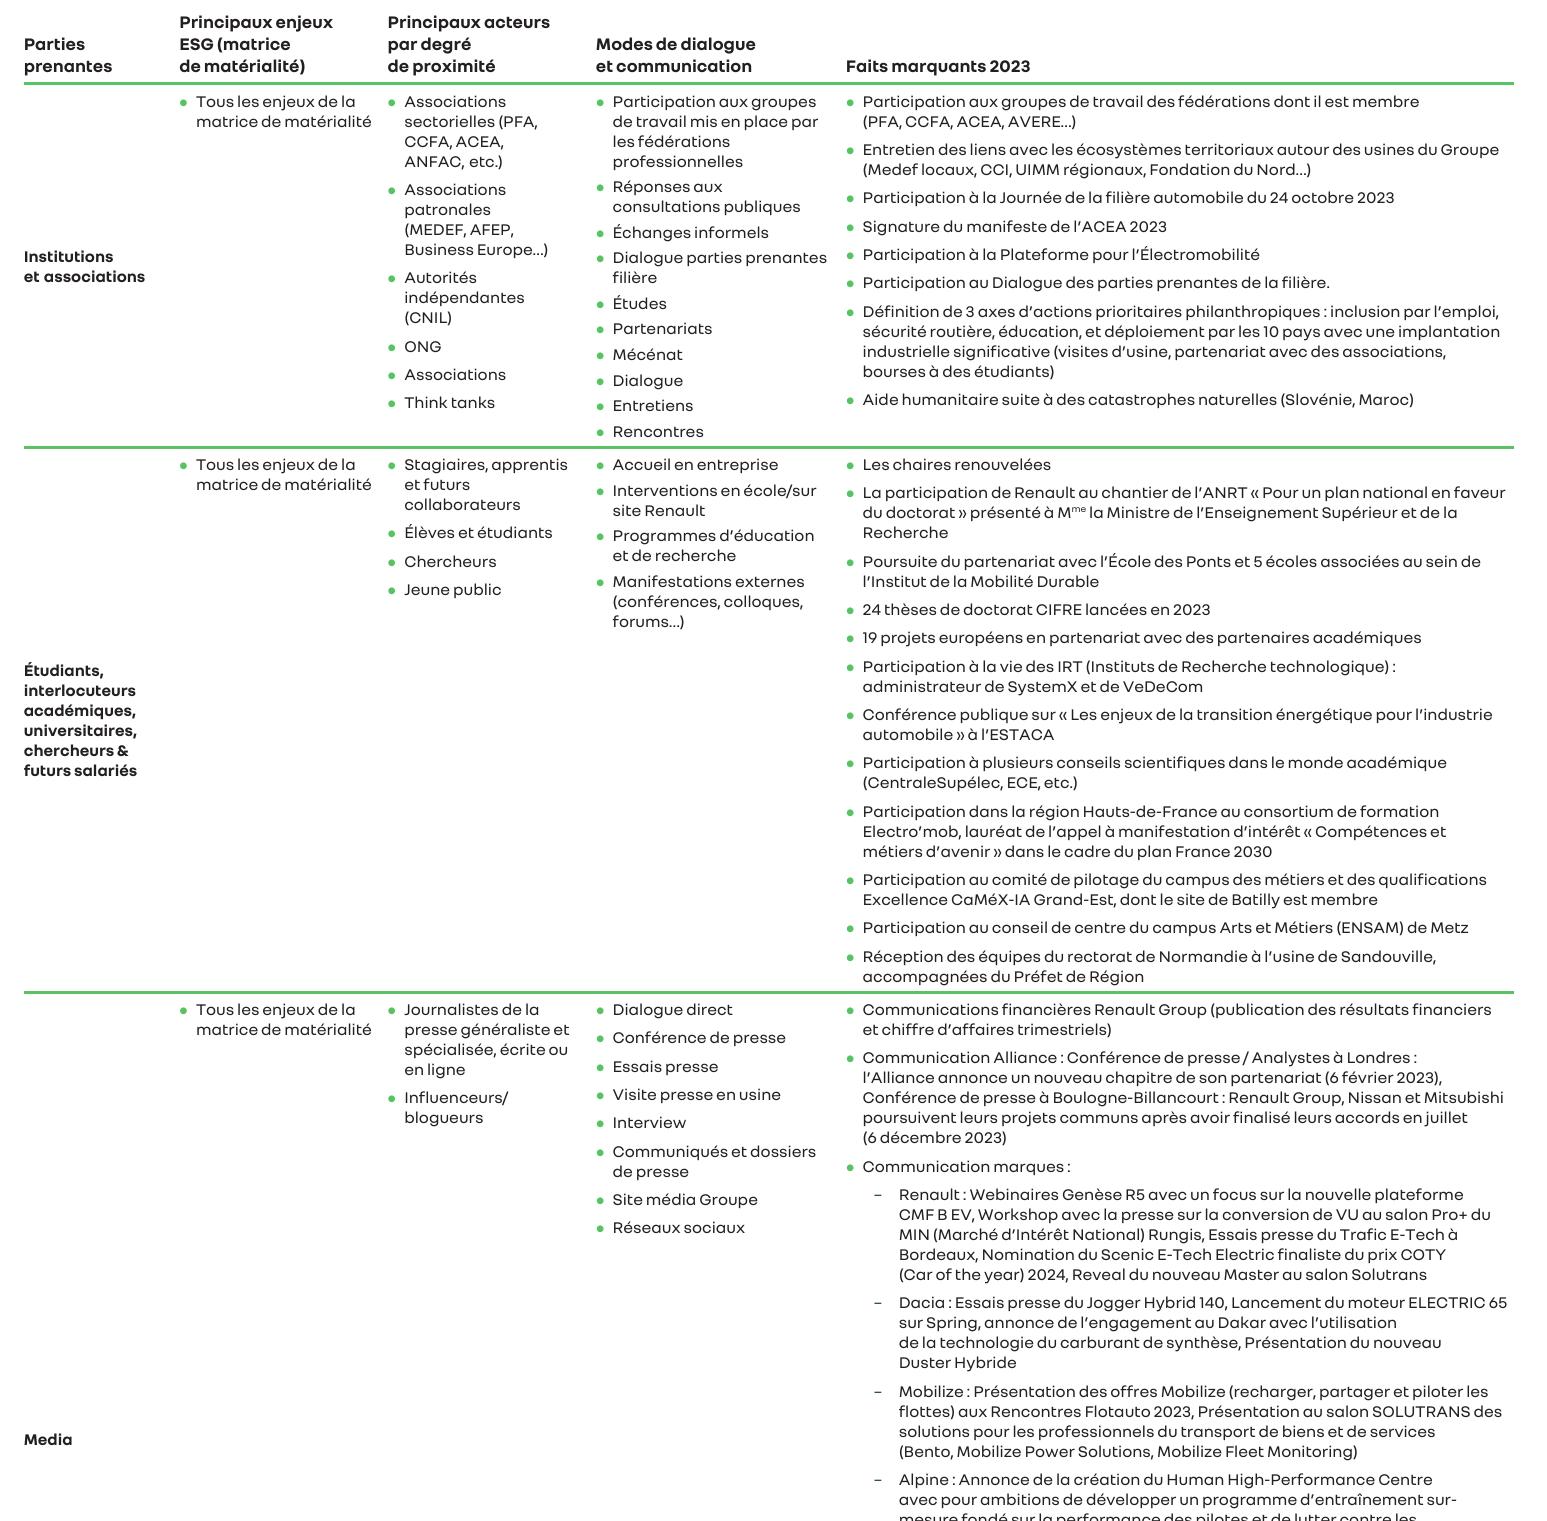 Parties
prenantes
Principaux enjeux
ESG (matrice
de matérialité)
Principaux acteurs
par degré
de proximité
Modes de dialogue
et communication
Faits marquants 2023
Institutions
et associations
● Tous les enjeux de la
matrice de matérialité
● Associations
sectorielles (PFA,
CCFA, ACEA,
ANFAC, etc.)
● Associations
patronales
(MEDEF, AFEP,
Business Europe…)
● Autorités
indépendantes
(CNIL)
● ONG
● Associations
● Think tanks
● Participation aux groupes
de travail mis en place par
les fédérations
professionnelles
● Réponses aux
consultations publiques
● Échanges informels
● Dialogue parties prenantes
filière
● Études
● Partenariats
● Mécénat
● Dialogue
● Entretiens
● Rencontres
● Participation aux groupes de travail des fédérations dont il est membre
(PFA, CCFA, ACEA, AVERE…)
● Entretien des liens avec les écosystèmes territoriaux autour des usines du Groupe
(Medef locaux, CCI, UIMM régionaux, Fondation du Nord…)
● Participation à la Journée de la filière automobile du 24 octobre 2023
● Signature du manifeste de l’ACEA 2023
● Participation à la Plateforme pour l’Électromobilité
● Participation au Dialogue des parties prenantes de la filière.
● Définition de 3 axes d’actions prioritaires philanthropiques : inclusion par l’emploi,
sécurité routière, éducation, et déploiement par les 10 pays avec une implantation
industrielle significative (visites d’usine, partenariat avec des associations,
bourses à des étudiants)
● Aide humanitaire suite à des catastrophes naturelles (Slovénie, Maroc)
Étudiants,
interlocuteurs
académiques,
universitaires,
chercheurs &
futurs salariés
● Tous les enjeux de la
matrice de matérialité
● Stagiaires, apprentis
et futurs
collaborateurs
● Élèves et étudiants
● Chercheurs
● Jeune public
● Accueil en entreprise
● Interventions en école/sur
site Renault
● Programmes d’éducation
et de recherche
● Manifestations externes
(conférences, colloques,
forums…)
● Les chaires renouvelées
● La participation de Renault au chantier de l’ANRT « Pour un plan national en faveur
du doctorat » présenté à Mme la Ministre de l’Enseignement Supérieur et de la
Recherche
● Poursuite du partenariat avec l’École des Ponts et 5 écoles associées au sein de
l’Institut de la Mobilité Durable
● 24 thèses de doctorat CIFRE lancées en 2023
● 19 projets européens en partenariat avec des partenaires académiques
● Participation à la vie des IRT (Instituts de Recherche technologique) :
administrateur de SystemX et de VeDeCom
● Conférence publique sur « Les enjeux de la transition énergétique pour l’industrie
automobile » à l’ESTACA
● Participation à plusieurs conseils scientifiques dans le monde académique
(CentraleSupélec, ECE, etc.)
● Participation dans la région Hauts-de-France au consortium de formation
Electro’mob, lauréat de l’appel à manifestation d’intérêt « Compétences et
métiers d’avenir » dans le cadre du plan France 2030
● Participation au comité de pilotage du campus des métiers et des qualifications
Excellence CaMéX-IA Grand-Est, dont le site de Batilly est membre
● Participation au conseil de centre du campus Arts et Métiers (ENSAM) de Metz
● Réception des équipes du rectorat de Normandie à l’usine de Sandouville,
accompagnées du Préfet de Région
Media
● Tous les enjeux de la
matrice de matérialité
● Journalistes de la
presse généraliste et
spécialisée, écrite ou
en ligne
● Influenceurs/
blogueurs
● Dialogue direct
● Conférence de presse
● Essais presse
● Visite presse en usine
● Interview
● Communiqués et dossiers
de presse
● Site média Groupe
● Réseaux sociaux
● Communications financières Renault Group (publication des résultats financiers
et chiffre d’affaires trimestriels)
● Communication Alliance : Conférence de presse / Analystes à Londres :
l’Alliance annonce un nouveau chapitre de son partenariat (6 février 2023),
Conférence de presse à Boulogne-Billancourt : Renault Group, Nissan et Mitsubishi
poursuivent leurs projets communs après avoir finalisé leurs accords en juillet
(6 décembre 2023)
● Communication marques :
– Renault : Webinaires Genèse R5 avec un focus sur la nouvelle plateforme
CMF B EV, Workshop avec la presse sur la conversion de VU au salon Pro+ du
MIN (Marché d’Intérêt National) Rungis, Essais presse du Trafic E-Tech à
Bordeaux, Nomination du Scenic E-Tech Electric finaliste du prix COTY
(Car of the year) 2024, Reveal du nouveau Master au salon Solutrans
– Dacia : Essais presse du Jogger Hybrid 140, Lancement du moteur ELECTRIC 65
sur Spring, annonce de l’engagement au Dakar avec l’utilisation
de la technologie du carburant de synthèse, Présentation du nouveau
Duster Hybride
– Mobilize : Présentation des offres Mobilize (recharger, partager et piloter les
flottes) aux Rencontres Flotauto 2023, Présentation au salon SOLUTRANS des
solutions pour les professionnels du transport de biens et de services
(Bento, Mobilize Power Solutions, Mobilize Fleet Monitoring)
– Alpine : Annonce de la création du Human High-Performance Centre
avec pour ambitions de développer un programme d’entraînement sur-
mesure fondé sur la performance des pilotes et de lutter contre les